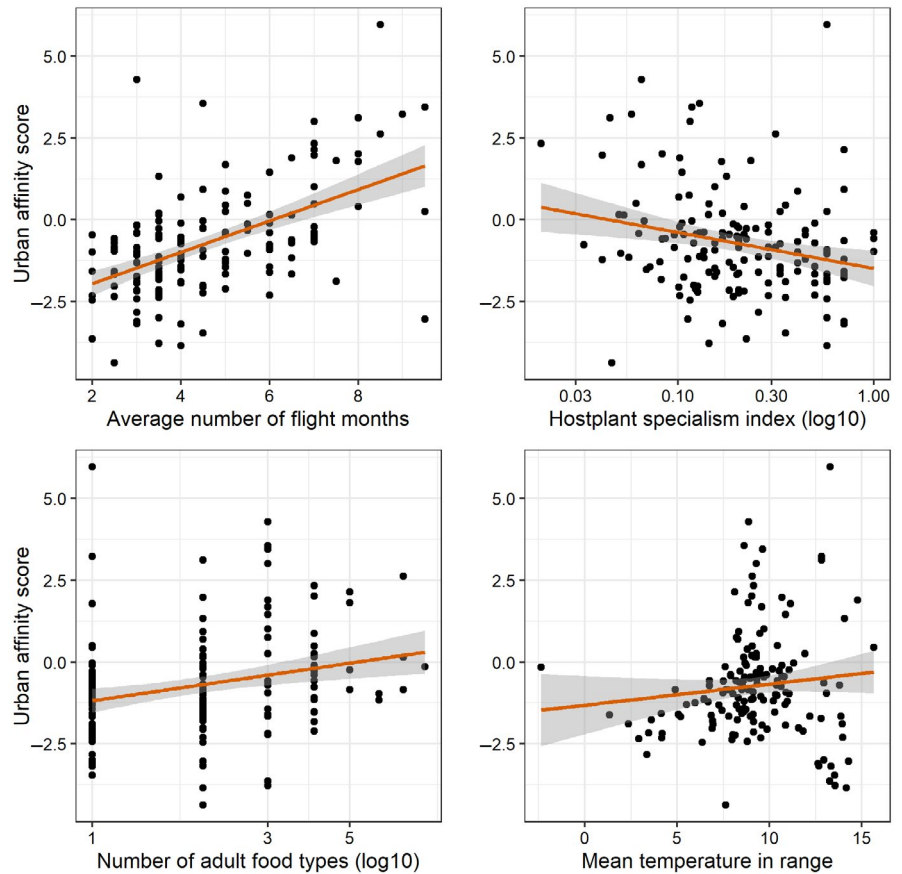 5.0
2.5
0.0
−2.5
Urban affinity score
2 4 6 8
Average number of flight months
5.0
2.5
0.0
−2.5
0.03 0.10 0.30 1.00
Hostplant specialism index (log10)
5.0
2.5
0.0
−2.5
Urban affinity score
1 3 5
Number of adult food types (log10)
5.0
2.5
0.0
−2.5
0 5 10 15
Mean temperature in range